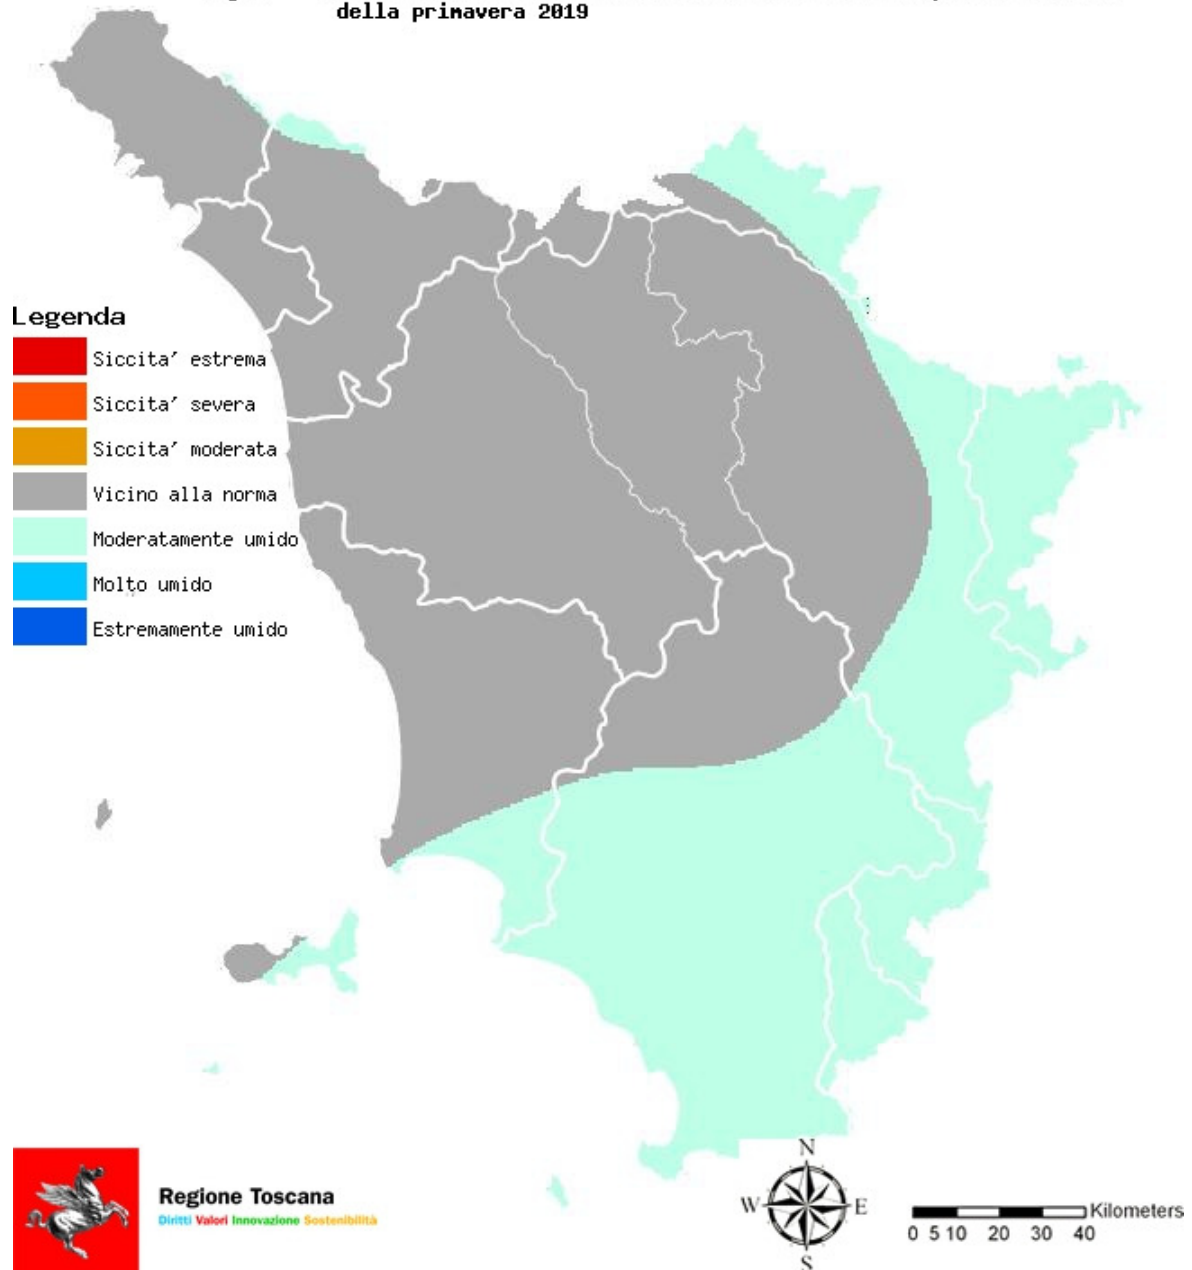 della primavera 2019
Legenda
Siccita' estrema
Siccita' severa
Siccita' moderata
Vicino alla norma
Moderatamente umido
Molto umido
Estremamente umido
Regione Toscana
Diritti Valori Innovazione Sostenibilità
N
W E
S
Kilometers
0 5 10 20 30 40